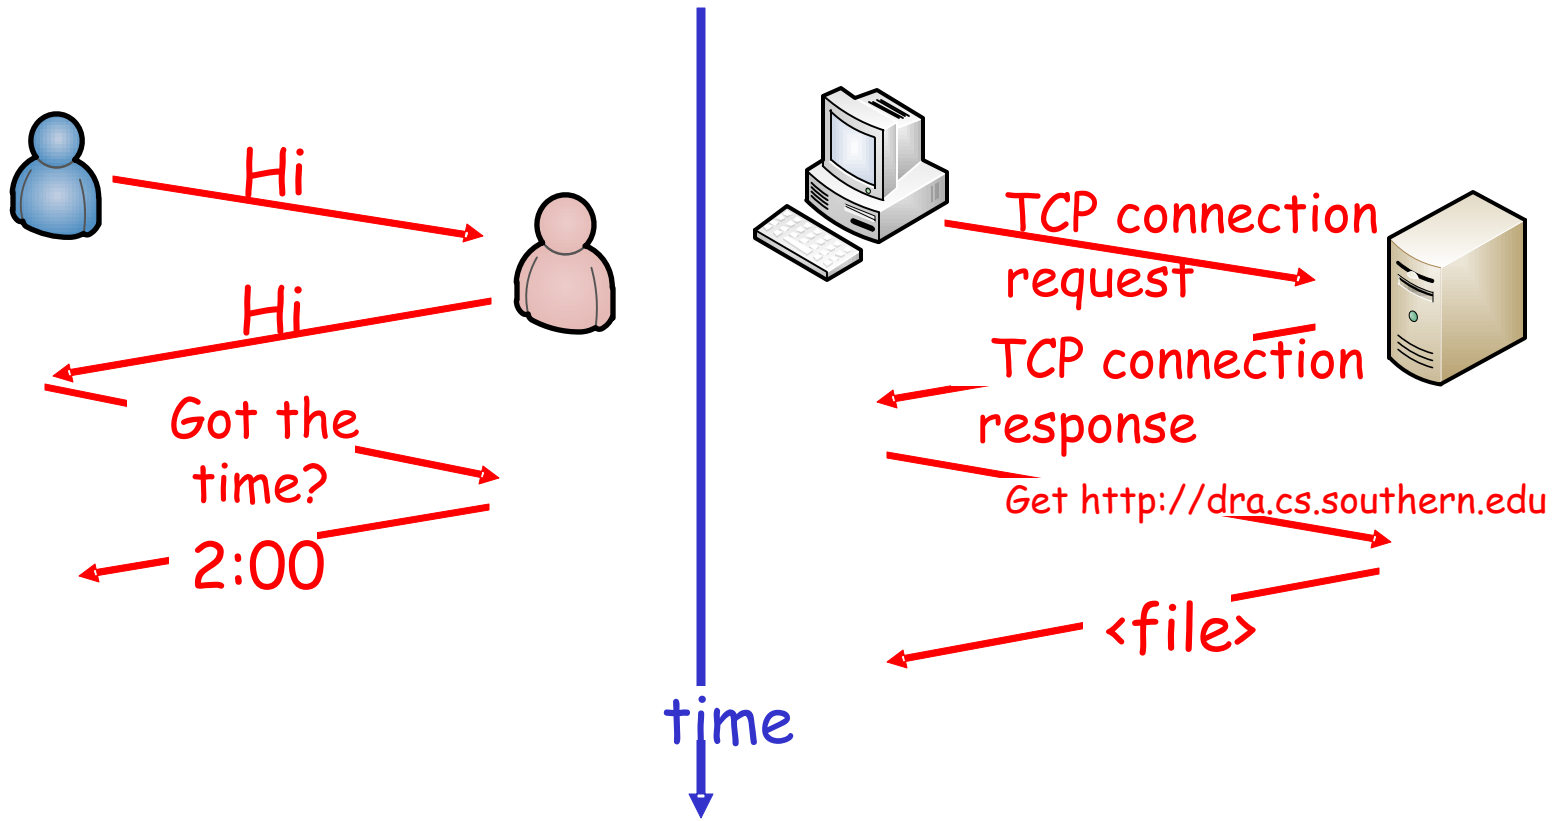 Hi
Hi
Got the
time?
2:00
TCP connection
request
TCP connection
response
Get http://dra.cs.southern.edu
<file>
time